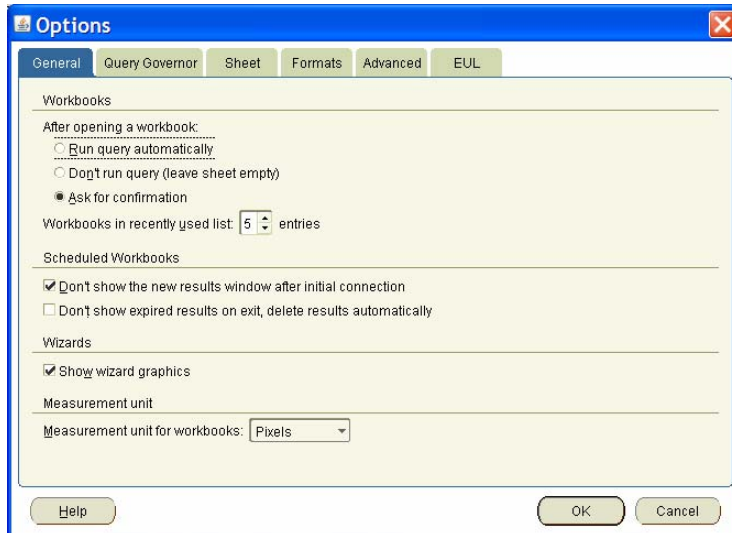 Options
General Query Governor Sheet Formats Advanced EUL
Workbooks
After opening a workbook:
Run query automatically
Don't run query (leave sheet empty)
Ask for confirmation
Workbooks in recently used list: 5 entries
Scheduled Workbooks
Don't show the new results window after initial connection
Don't show expired results on exit, delete results automatically
Wizards
Show wizard graphics
Measurement unit
Measurement unit for workbooks: Pixels
Help OK Cancel